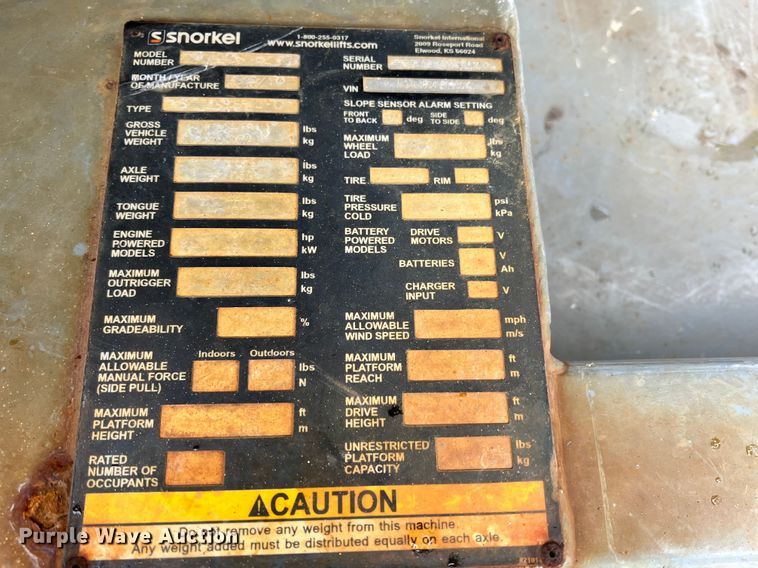 snorkel
1-800-255-0317
www.snorkellifts.com
Snorkel International
2009 Roseport Road
Elwood, KS 66024
MODEL
NUMBER
SERIAL
NUMBER
MONTH / YEAR
OF MANUFACTURE
VIN
TYPE
SLOPE SENSOR ALARM SETTING
FRONT
TO BACK
deg
SIDE
TO SIDE
deg
GROSS
VEHICLE
WEIGHT
lbs
kg
MAXIMUM
WHEEL
LOAD
lbs
kg
AXLE
WEIGHT
lbs
kg
TIRE
RIM
TONGUE
WEIGHT
lbs
kg
TIRE
PRESSURE
COLD
psi
kPa
ENGINE
POWERED
MODELS
hp
kW
BATTERY
POWERED
MODELS
DRIVE
MOTORS
V
BATTERIES
V
Ah
MAXIMUM
OUTRIGGER
LOAD
lbs
kg
CHARGER
INPUT
V
MAXIMUM
GRADEABILITY
%
MAXIMUM
ALLOWABLE
WIND SPEED
mph
m/s
MAXIMUM
ALLOWABLE
MANUAL FORCE
(SIDE PULL)
Indoors
Outdoors
lbs
N
MAXIMUM
PLATFORM
REACH
ft
m
MAXIMUM
PLATFORM
HEIGHT
ft
m
MAXIMUM
DRIVE
HEIGHT
ft
m
RATED
NUMBER OF
OCCUPANTS
UNRESTRICTED
PLATFORM
CAPACITY
lbs
kg
CAUTION
Do not remove any weight from this machine.
Any weight added must be distributed equally on each axle.
Purple Wave Auction